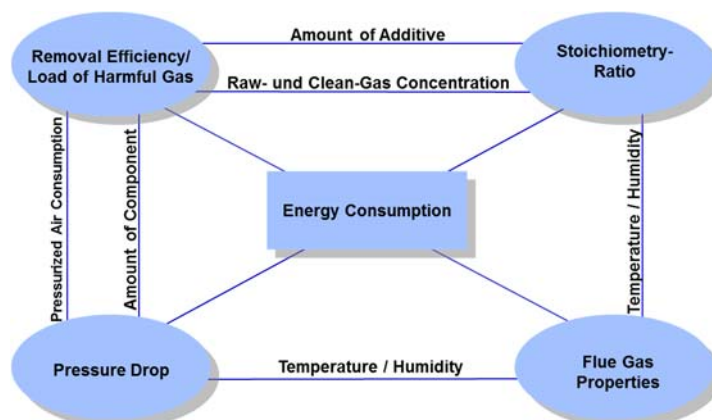 Amount of Additive
Removal Efficiency/
Load of Harmful Gas
Stoichiometry-
Ratio
Raw- und Clean-Gas Concentration
Pressurized Air Consumption
Amount of Component
Energy Consumption
Temperature / Humidity
Pressure Drop
Temperature / Humidity
Flue Gas
Properties